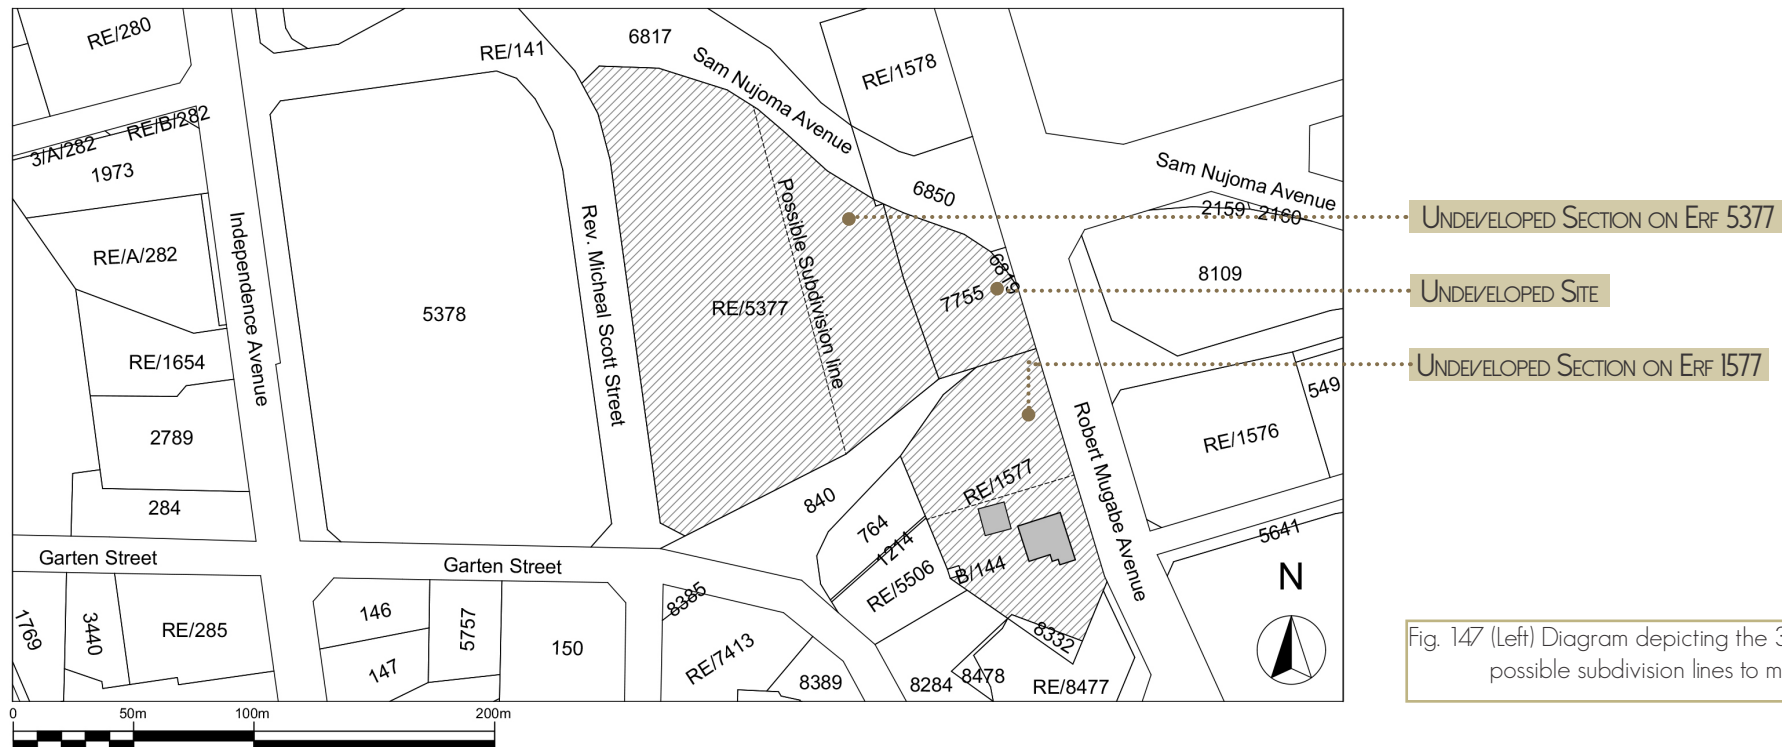 RE/280
RE/141
6817
Sam Nujoma Avenue
RE/1578
3/A/282
RE/B/282
1973
RE/A/282
Independence Avenue
RE/1654
2789
284
5378
Rev. Micheal Scott Street
RE/5377
Possible Subdivision line
6850
Sam Nujoma Avenue
2159
2160
8109
6819
7755
Undeveloped Section on Erf 5377
Undeveloped Site
Undeveloped Section on Erf 1577
549
RE/1576
Robert Mugabe Avenue
RE/1577
840
764
1214
RE/5506
B/144
5641
Garten Street
Garten Street
1769
3440
RE/285
146
147
5757
150
8385
RE/7413
8389
8284
8478
8332
RE/8477
N
0
50m
100m
200m
Fig. 147 (Left) Diagram depicting the 3
possible subdivision lines to m